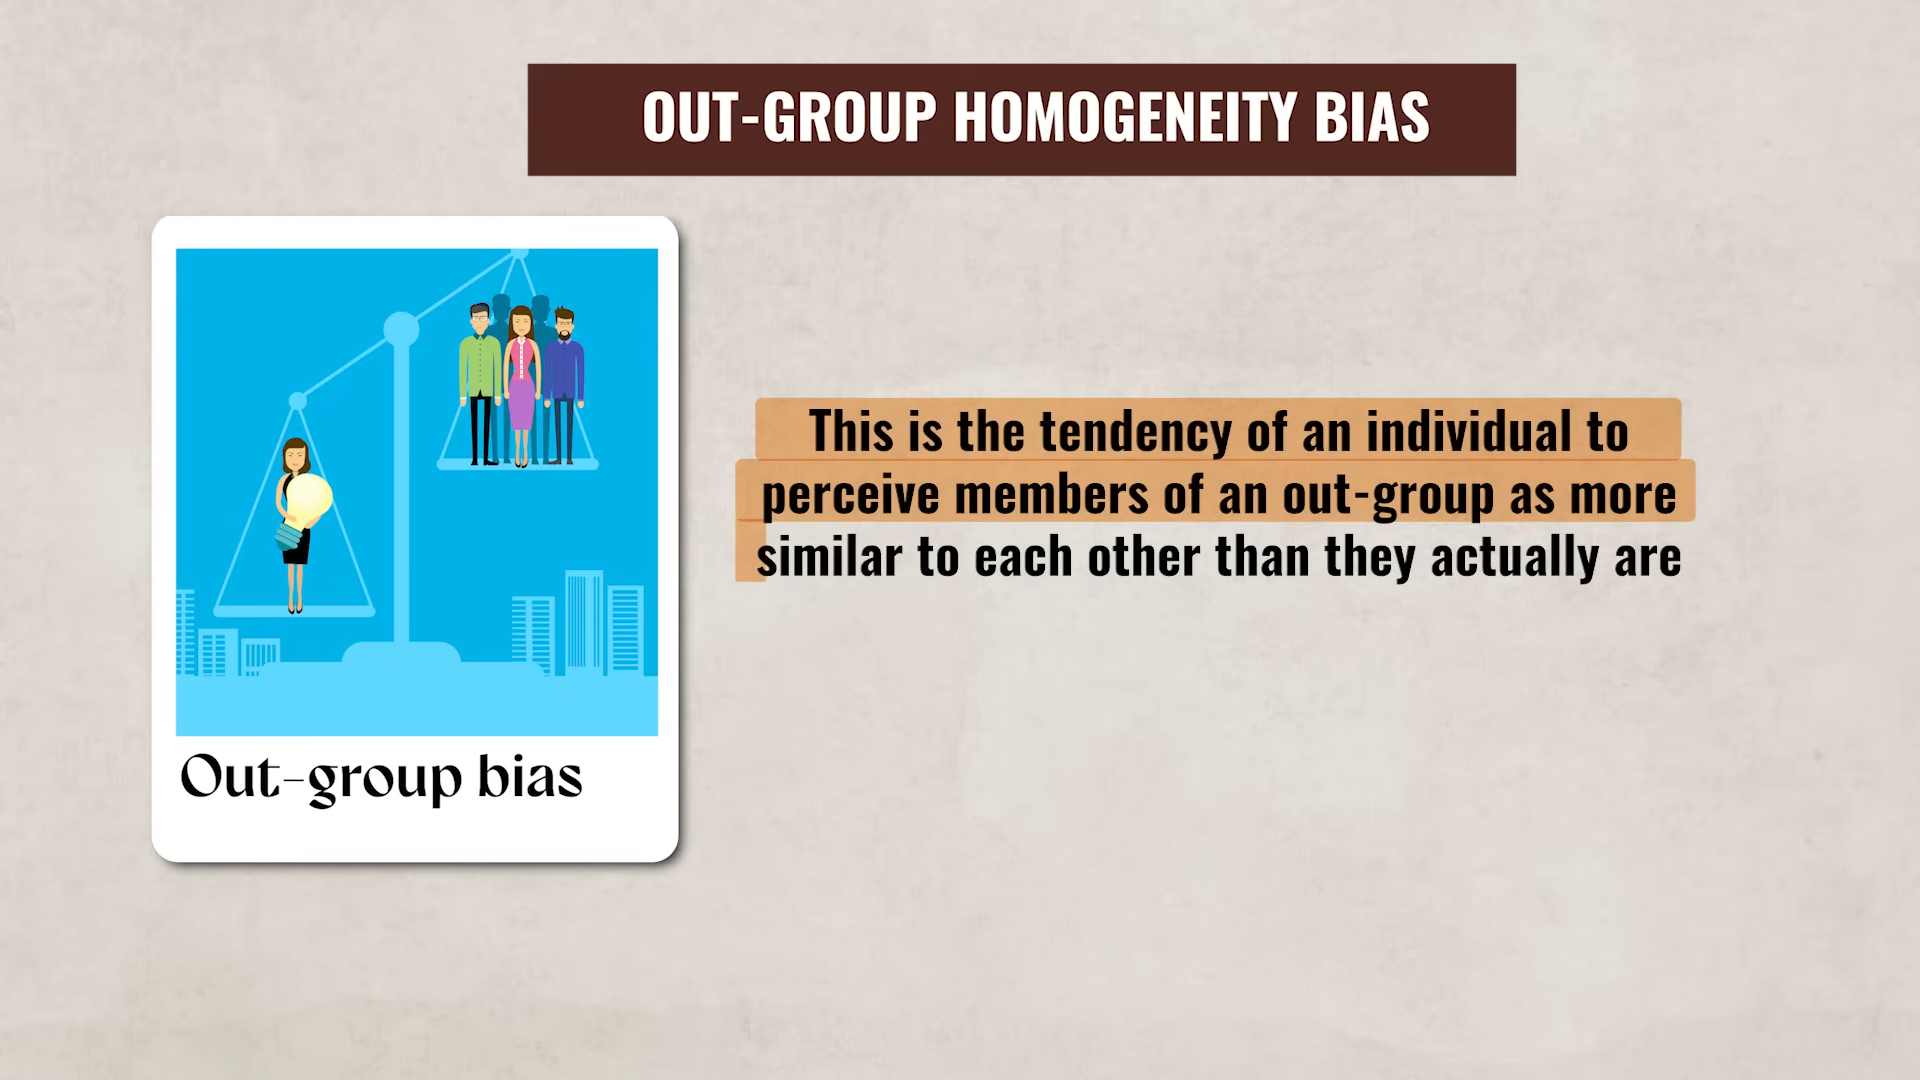 OUT-GROUP HOMOGENEITY BIAS
This is the tendency of an individual to
perceive members of an out-group as more
similar to each other than they actually are
Out-group bias